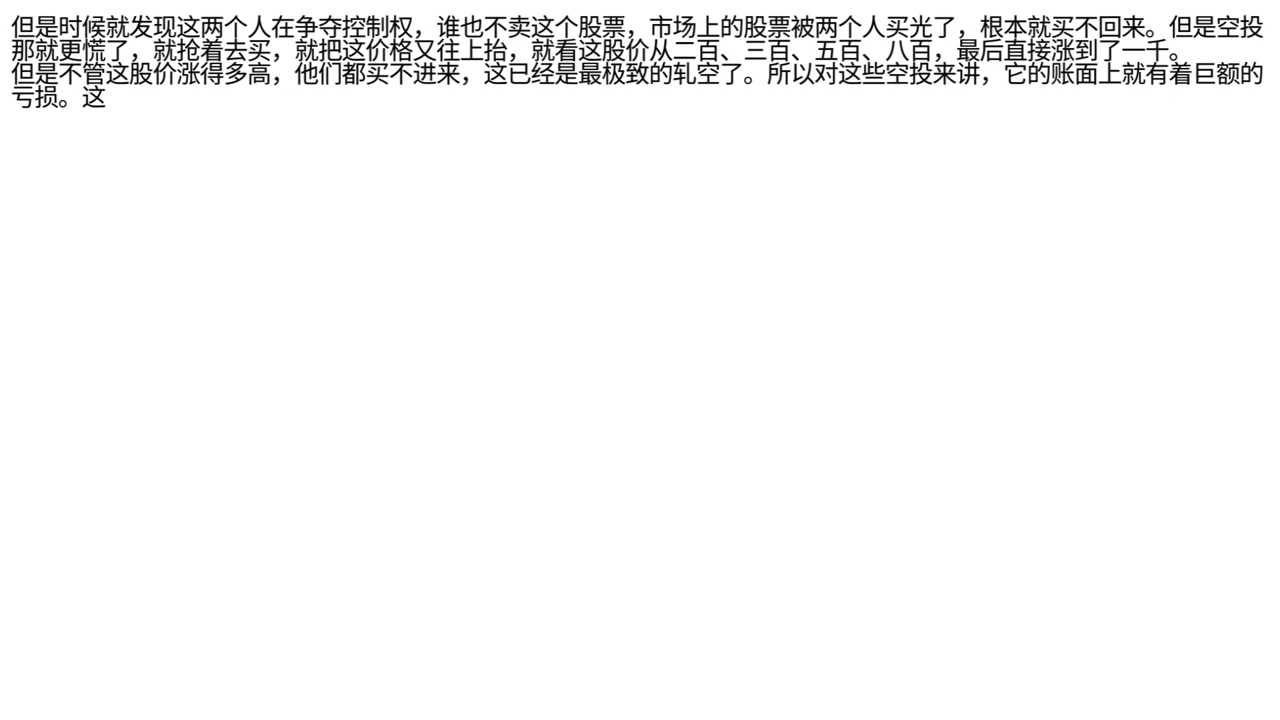 但是时候就发现这两个人在争夺控制权，谁也不卖这个股票，市场上的股票被两个人买光了，根本就买不回来。但是空投
那就更慌了，就抢着去买，就把这价格又往上抬，就看这股价从二百、三百、五百、八百，最后直接涨到了一千。
但是不管这股价涨得多高，他们都买不进来，这已经是最极致的轧空了。所以对这些空投来讲，它的账面上就有着巨额的
亏损。这